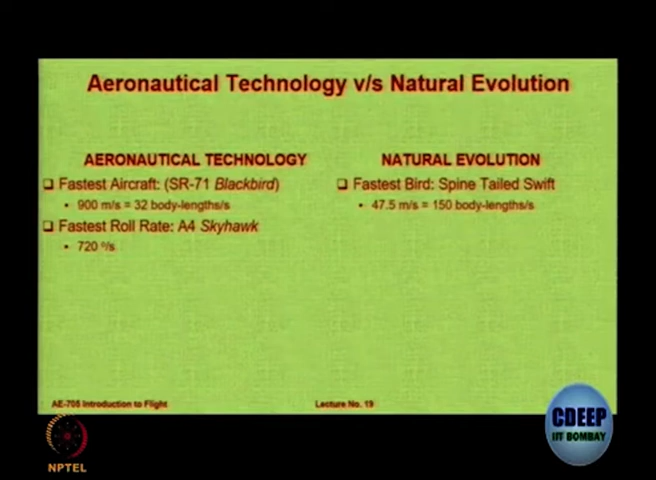 Aeronautical Technology v/s Natural Evolution
AERONAUTICAL TECHNOLOGY
Fastest Aircraft: (SR-71 Blackbird)
900 m/s = 32 body-lengths/s
Fastest Roll Rate: A4 Skyhawk
720 º/s
NATURAL EVOLUTION
Fastest Bird: Spine Tailed Swift
47.5 m/s = 150 body-lengths/s
AE-705 Introduction to Flight
Lecture No. 19
NPTEL
CDEEP
IIT BOMBAY